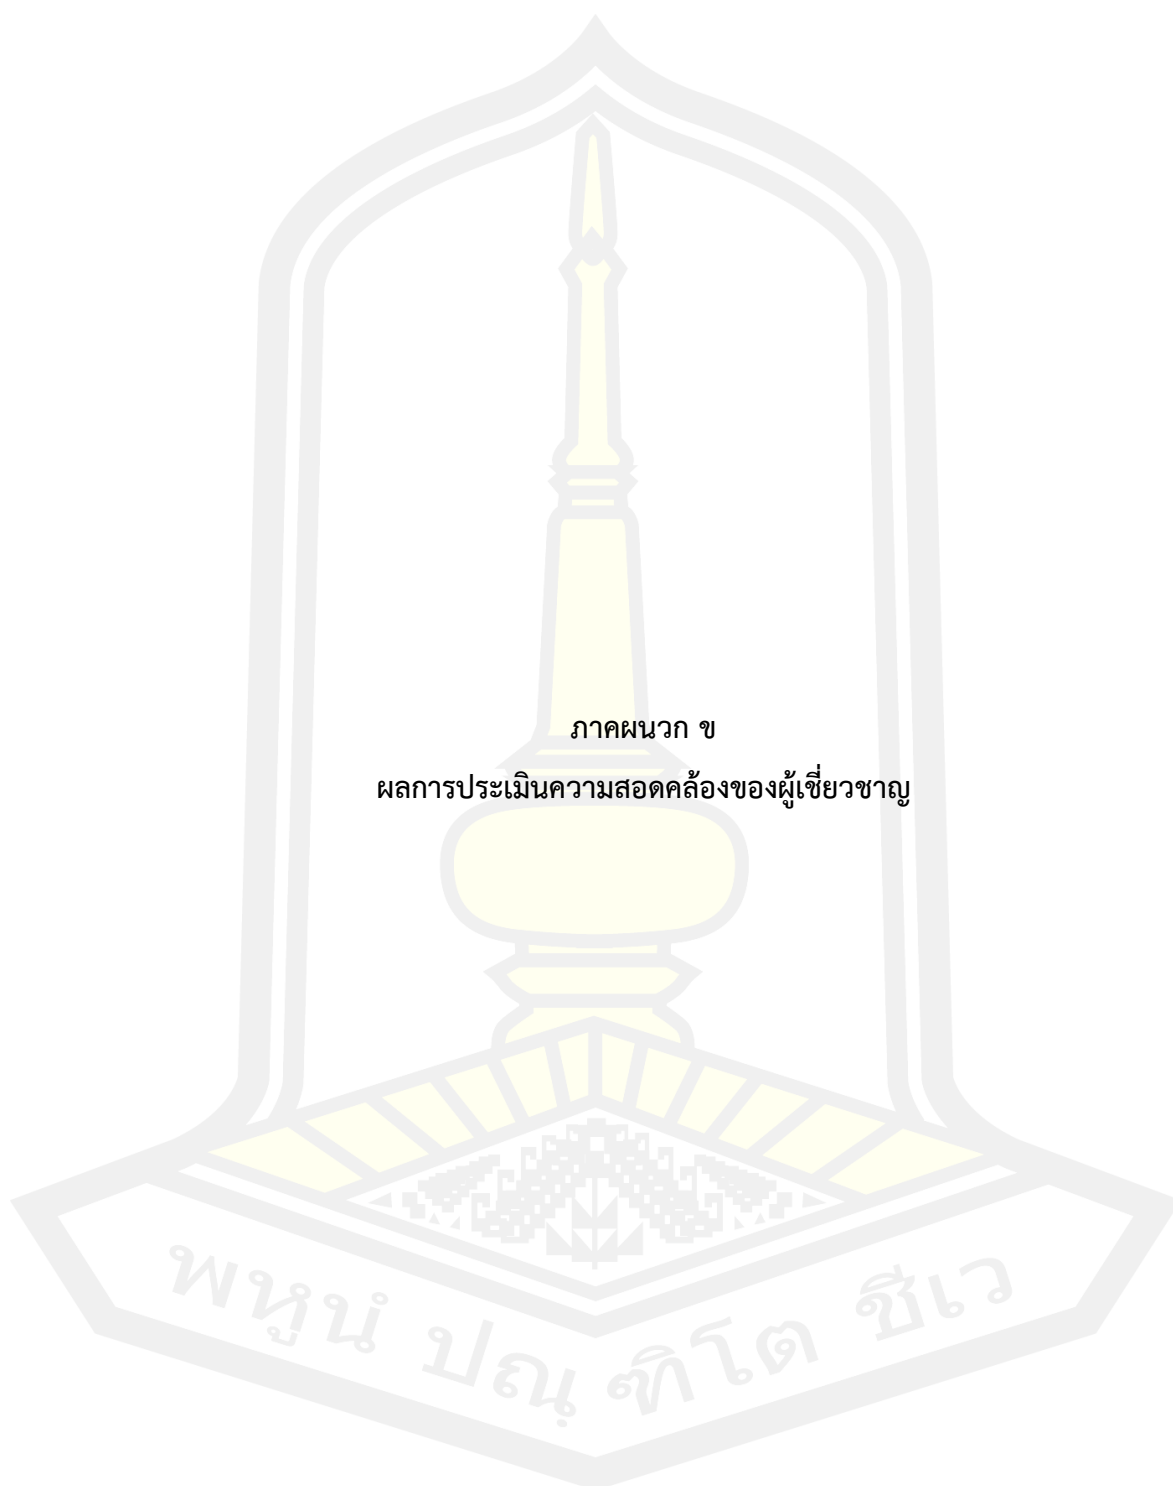 ภาคผนวก ข
ผลการประเมินความสอดคล้องของผู้เชี่ยวชาญ
พหูนํ ปณฺฑิโต ชีเว